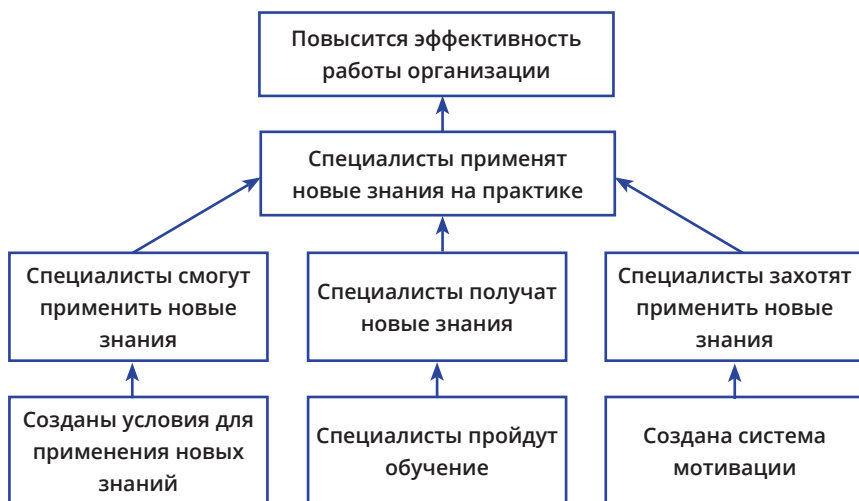 Повысится эффективность
работы организации
Специалисты применят
новые знания на практике
Специалисты смогут
применить новые
знания
Специалисты получат
новые знания
Специалисты захотят
применить новые
знания
Созданы условия для
применения новых
знаний
Специалисты пройдут
обучение
Создана система
мотивации